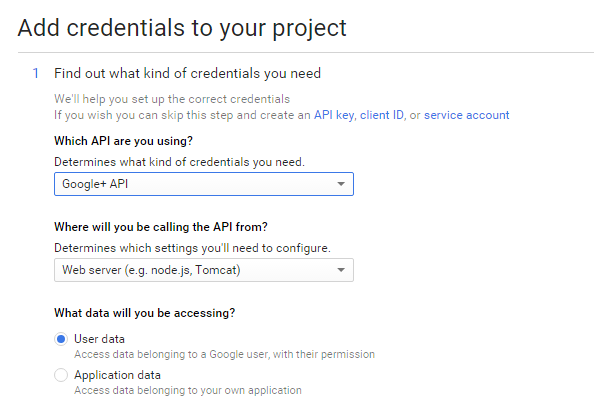 Add credentials to your project
1 Find out what kind of credentials you need
We'll help you set up the correct credentials
If you wish you can skip this step and create an API key, client ID, or service account
Which API are you using?
Determines what kind of credentials you need.
Google+ API
Where will you be calling the API from?
Determines which settings you'll need to configure.
Web server (e.g. node.js, Tomcat)
What data will you be accessing?
User data
Access data belonging to a Google user, with their permission
Application data
Access data belonging to your own application